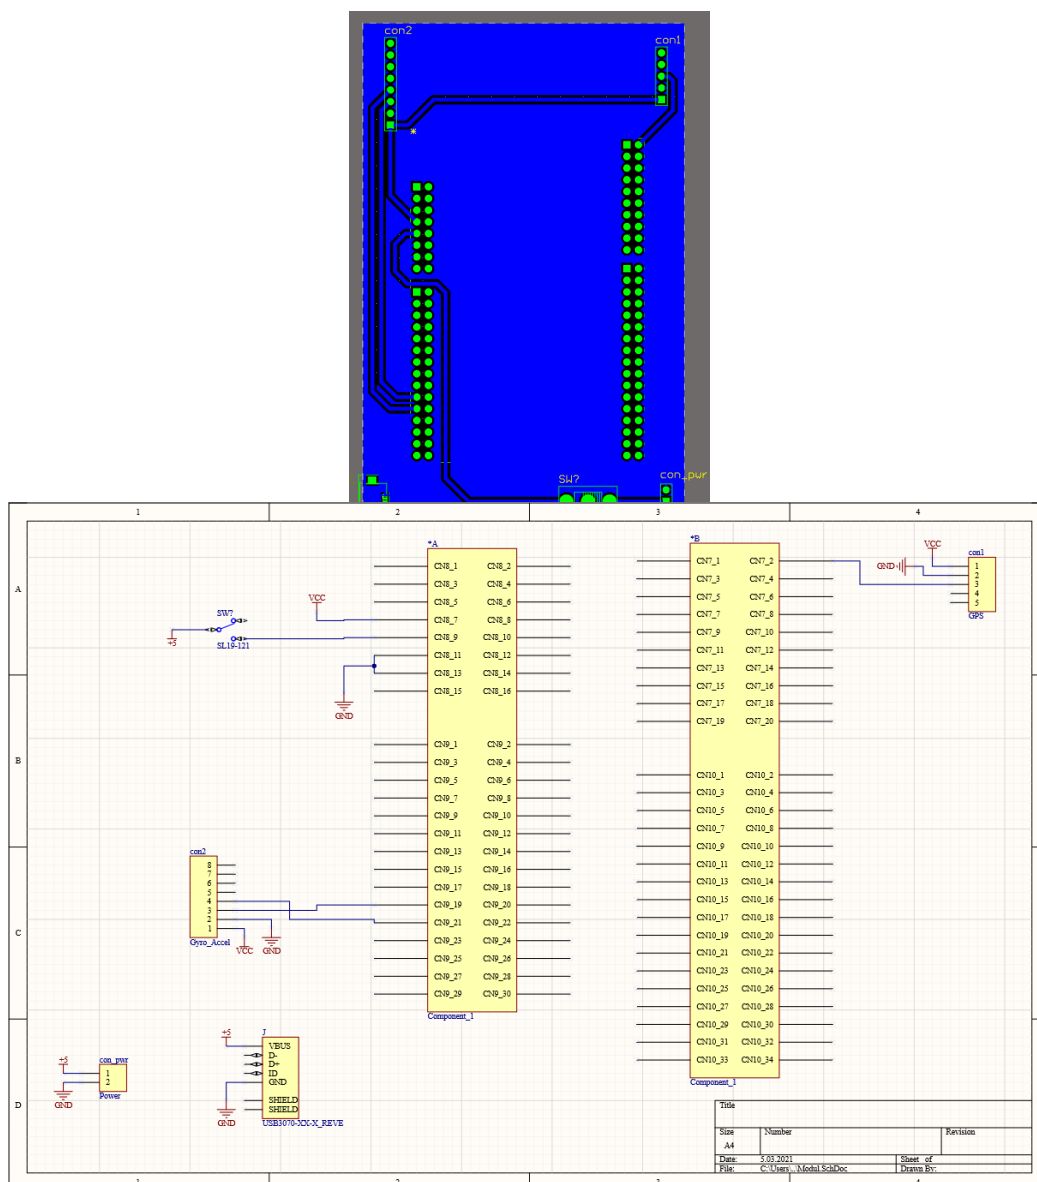 con2
con1
*
SW?
con_pwr
1 2 3 4
A
B
C
D
*A
CN8_1 CN8_2
CN8_3 CN8_4
CN8_5 CN8_6
CN8_7 CN8_8
CN8_9 CN8_10
CN8_11 CN8_12
CN8_13 CN8_14
CN8_15 CN8_16
CN9_1 CN9_2
CN9_3 CN9_4
CN9_5 CN9_6
CN9_7 CN9_8
CN9_9 CN9_10
CN9_11 CN9_12
CN9_13 CN9_14
CN9_15 CN9_16
CN9_17 CN9_18
CN9_19 CN9_20
CN9_21 CN9_22
CN9_23 CN9_24
CN9_25 CN9_26
CN9_27 CN9_28
CN9_29 CN9_30
Component_1
*B
CN7_1 CN7_2
CN7_3 CN7_4
CN7_5 CN7_6
CN7_7 CN7_8
CN7_9 CN7_10
CN7_11 CN7_12
CN7_13 CN7_14
CN7_15 CN7_16
CN7_17 CN7_18
CN7_19 CN7_20
CN10_1 CN10_2
CN10_3 CN10_4
CN10_5 CN10_6
CN10_7 CN10_8
CN10_9 CN10_10
CN10_11 CN10_12
CN10_13 CN10_14
CN10_15 CN10_16
CN10_17 CN10_18
CN10_19 CN10_20
CN10_21 CN10_22
CN10_23 CN10_24
CN10_25 CN10_26
CN10_27 CN10_28
CN10_29 CN10_30
CN10_31 CN10_32
CN10_33 CN10_34
Component_1
VCC
GND
con1
1
2
3
4
5
GPS
VCC
SW?
+5
SL19-121
GND
con2
8
7
6
5
4
3
2
1
Gyro_Accel
VCC
GND
+5
con_pwr
1
2
Power
GND
+5
J
VBUS
D-
D+
ID
GND
SHIELD
SHIELD
GND
USB3070-XX-X_REVE
Title
Size Number Revision
A4
Date: 5.03.2021 Sheet of
File: C:\Users\..\Modul.SchDoc Drawn By: